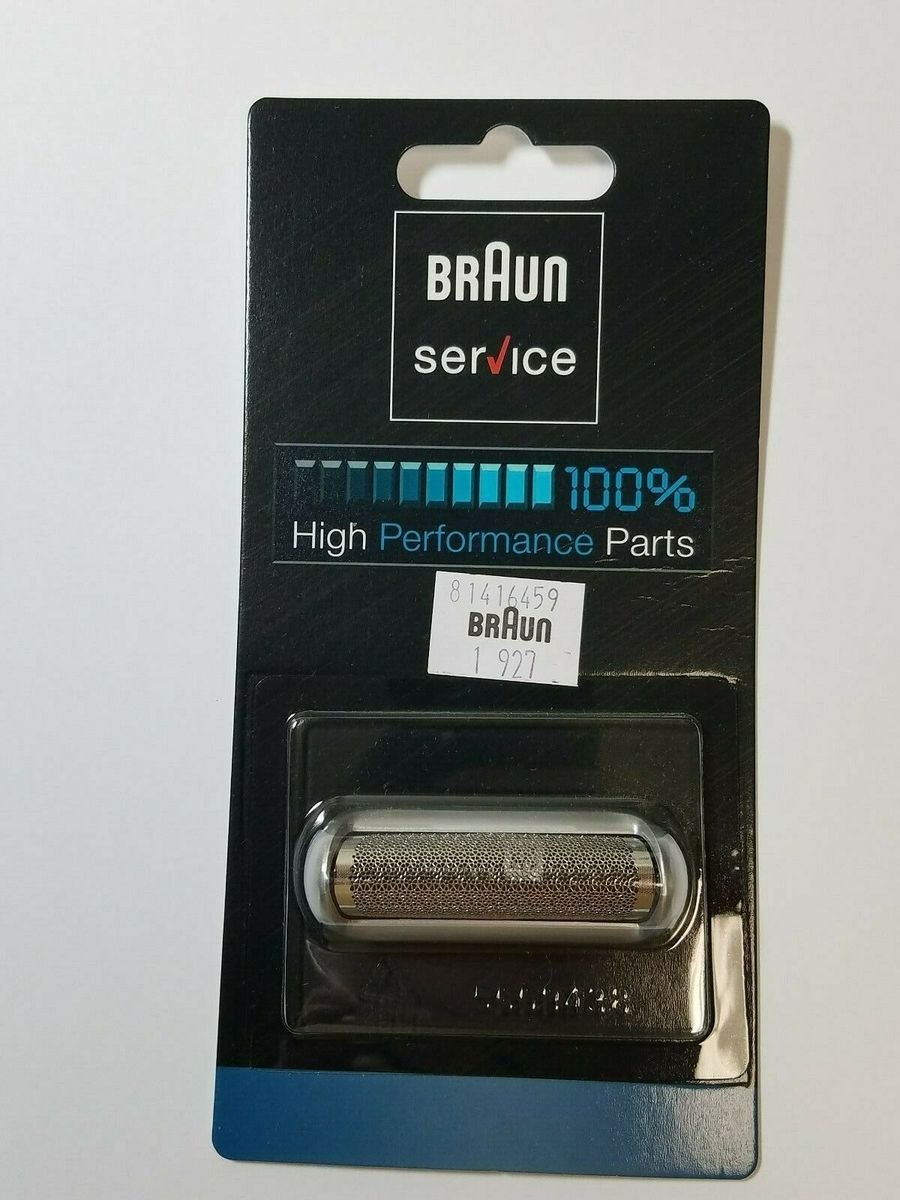 BRAUN
service
100%
High Performance Parts
81416459
BRAUN
1 927